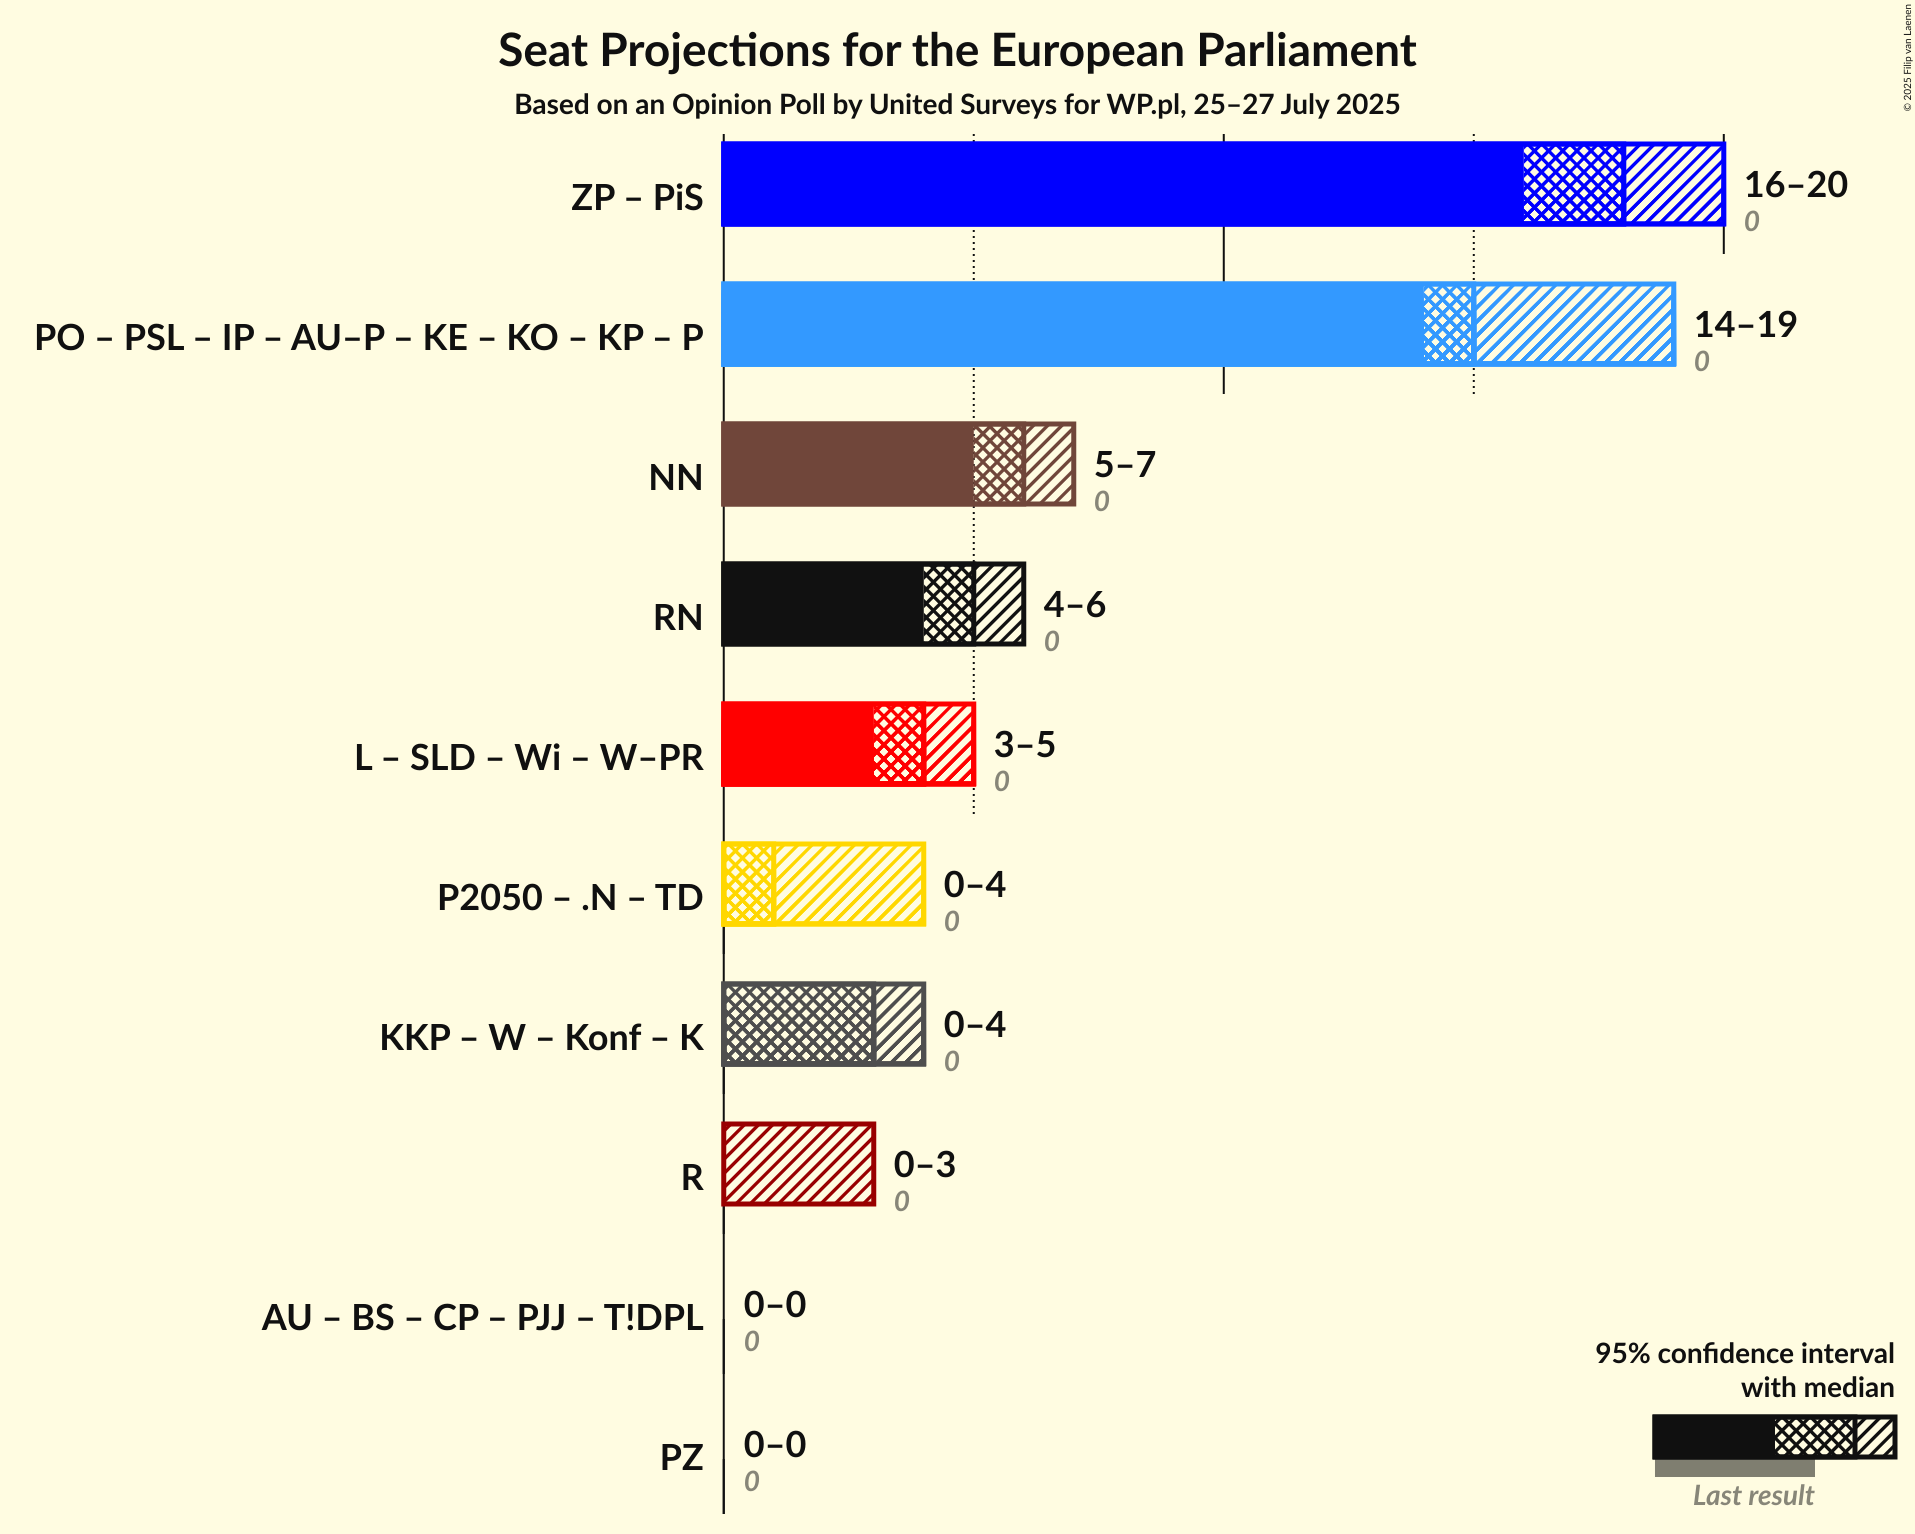 Seat Projections for the European Parliament
Based on an Opinion Poll by United Surveys for WP.pl, 25–27 July 2025
© 2025 Filip van Laenen
ZP – PiS
16–20
0
PO – PSL – IP – AU–P – KE – KO – KP – P
14–19
0
NN
5–7
0
RN
4–6
0
L – SLD – Wi – W–PR
3–5
0
P2050 – .N – TD
0–4
0
KKP – W – Konf – K
0–4
0
R
0–3
0
AU – BS – CP – PJJ – T!DPL
0–0
0
PZ
0–0
0
95% confidence interval
with median
Last result